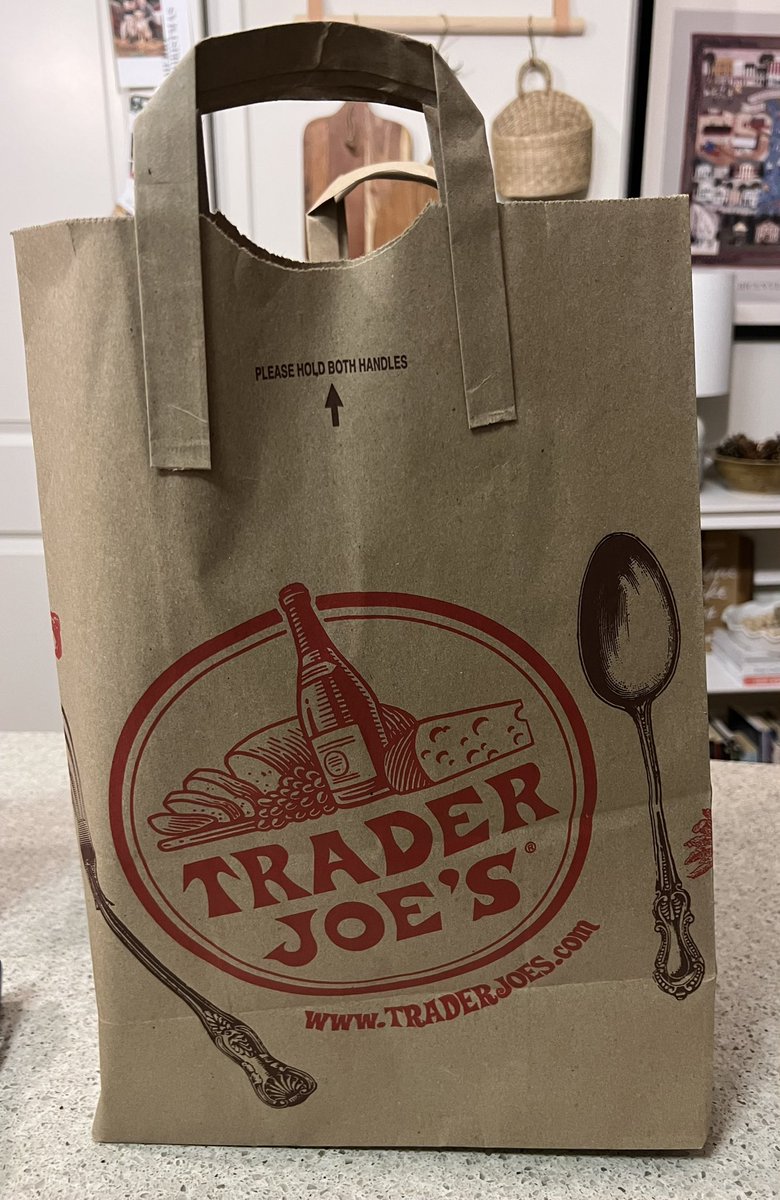 PLEASE HOLD BOTH HANDLES
TRADER
JOE'S®
www.TRADERJOES.com